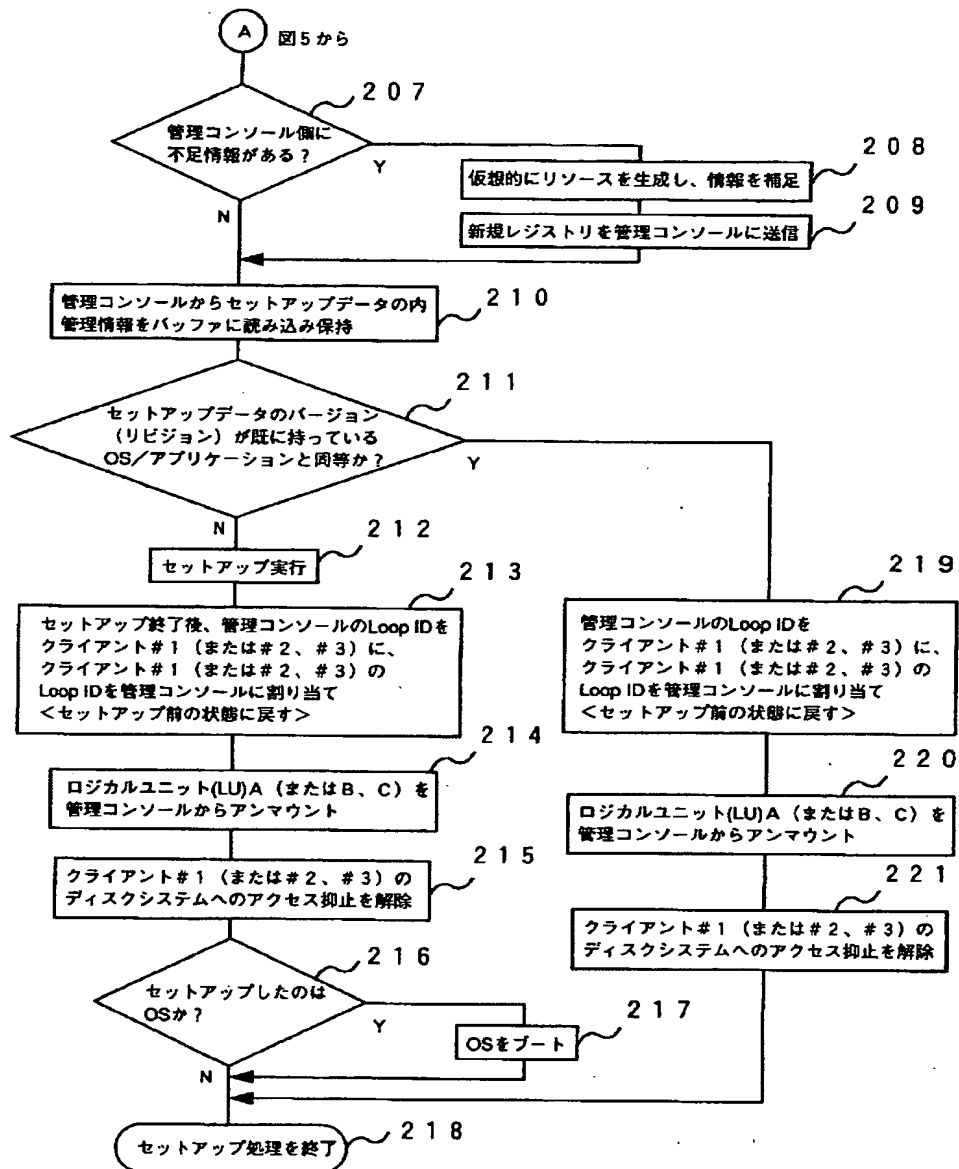 A
図5から
207
管理コンソール側に
不足情報がある?
Y
N
208
仮想的にリソースを生成し、情報を補足
209
新規レジストリを管理コンソールに送信
210
管理コンソールからセットアップデータの内
管理情報をバッファに読み込み保持
211
セットアップデータのバージョン
(リビジョン)が既に持っている
OS/アプリケーションと同等か?
Y
N
212
セットアップ実行
213
セットアップ終了後、管理コンソールのLoop IDを
クライアント#1(または#2、#3)に、
クライアント#1(または#2、#3)の
Loop IDを管理コンソールに割り当て
<セットアップ前の状態に戻す>
214
ロジカルユニット(LU)A(またはB、C)を
管理コンソールからアンマウント
215
クライアント#1(または#2、#3)の
ディスクシステムへのアクセス抑止を解除
216
セットアップしたのは
OSか?
Y
N
217
OSをブート
219
管理コンソールのLoop IDを
クライアント#1(または#2、#3)に、
クライアント#1(または#2、#3)の
Loop IDを管理コンソールに割り当て
<セットアップ前の状態に戻す>
220
ロジカルユニット(LU)A(またはB、C)を
管理コンソールからアンマウント
221
クライアント#1(または#2、#3)の
ディスクシステムへのアクセス抑止を解除
セットアップ処理を終了
218